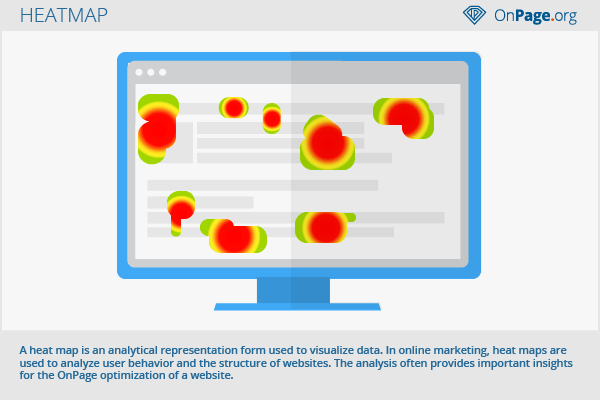 HEATMAP
OnPage.org
A heat map is an analytical representation form used to visualize data. In online marketing, heat maps are
used to analyze user behavior and the structure of websites. The analysis often provides important insights
for the OnPage optimization of a website.